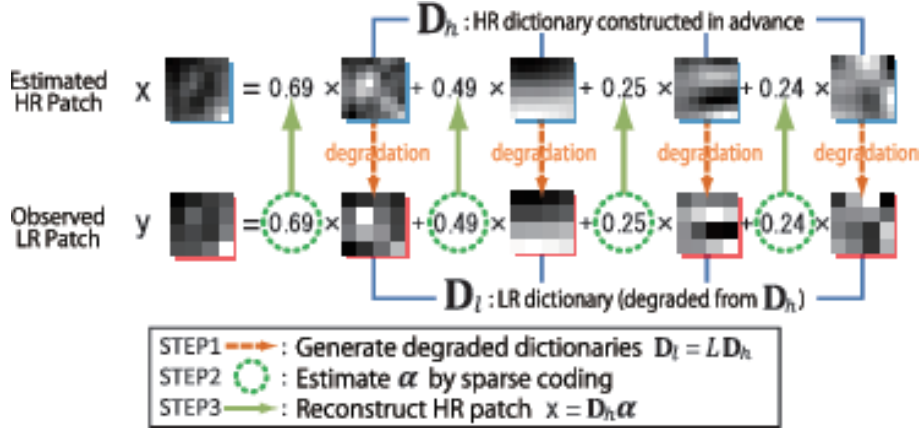 D_h : HR dictionary constructed in advance
Estimated
HR Patch
x = 0.69 × + 0.49 × + 0.25 × + 0.24 ×
degradation degradation degradation degradation
Observed
LR Patch
y = 0.69 × + 0.49 × + 0.25 × + 0.24 ×
D_l : LR dictionary (degraded from D_h)
STEP1 : Generate degraded dictionaries D_l = L D_h
STEP2 : Estimate α by sparse coding
STEP3 : Reconstruct HR patch x = D_h α